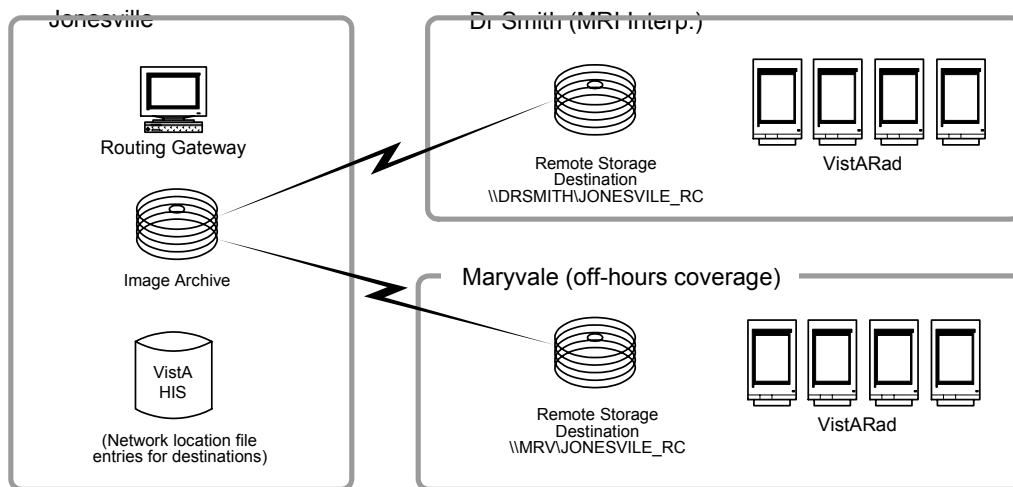 Jonesville
Routing Gateway
Image Archive
VistA
HIS
(Network location file
entries for destinations)
Dr Smith (MRI Interp.)
Remote Storage
Destination
\\DRSMITH\JONESVILE_RC
VistARad
Maryvale (off-hours coverage)
Remote Storage
Destination
\\MRV\JONESVILE_RC
VistARad